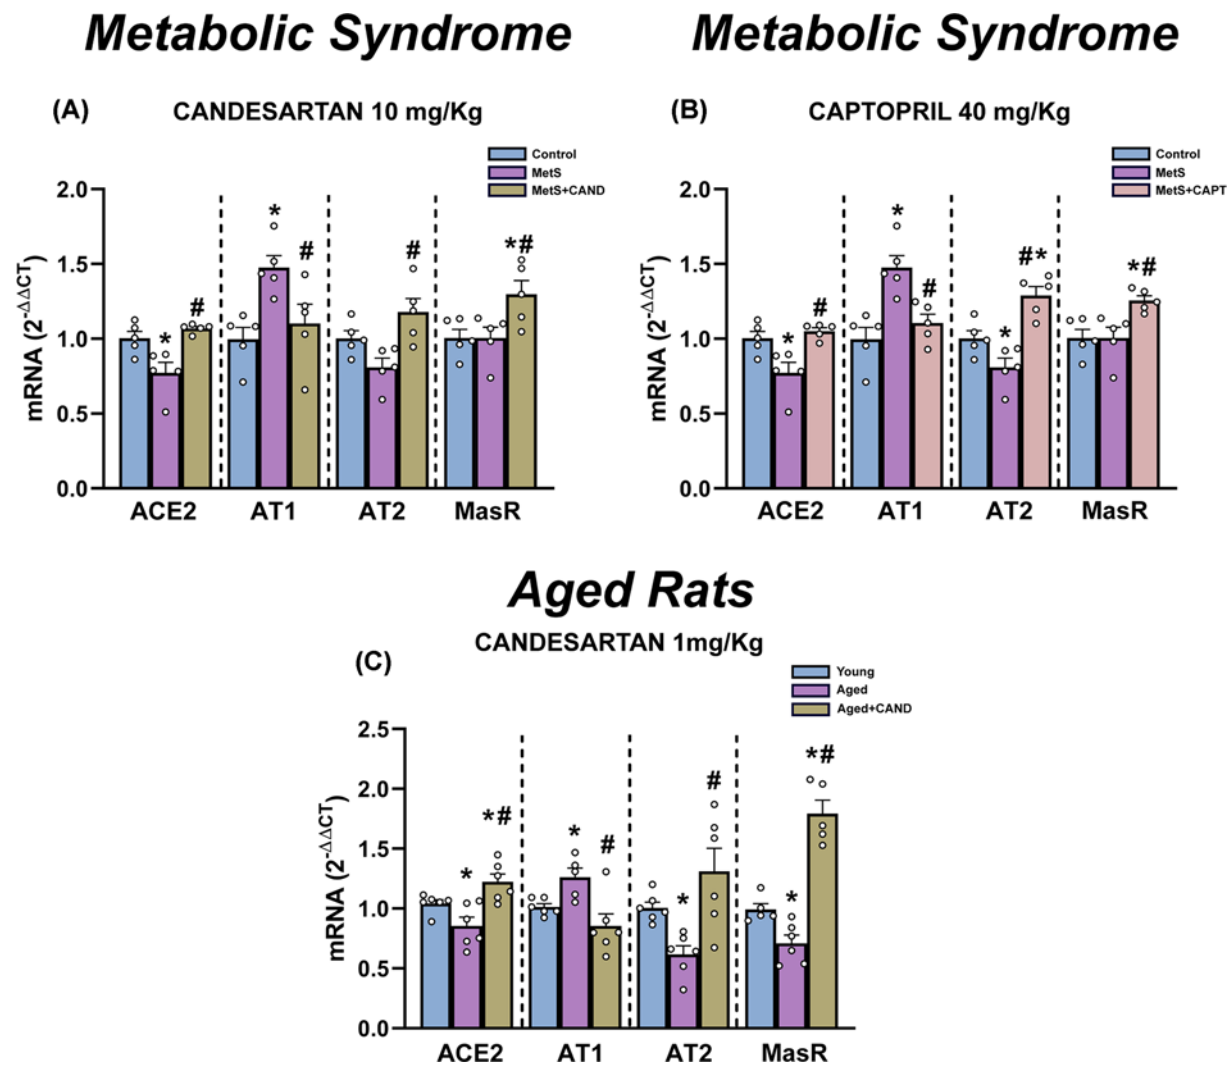 Metabolic Syndrome
(A)
CANDESARTAN 10 mg/Kg
Control
MetS
MetS+CAND
mRNA (2^-ΔΔCT)
2.0
1.5
1.0
0.5
0.0
*
#
*
#
#
*#
ACE2 AT1 AT2 MasR
Metabolic Syndrome
(B)
CAPTOPRIL 40 mg/Kg
Control
MetS
MetS+CAPT
mRNA (2^-ΔΔCT)
2.0
1.5
1.0
0.5
0.0
*
#
*
#
*
#*
*#
ACE2 AT1 AT2 MasR
Aged Rats
(C)
CANDESARTAN 1mg/Kg
Young
Aged
Aged+CAND
mRNA (2^-ΔΔCT)
2.5
2.0
1.5
1.0
0.5
0.0
*
*#
*
#
*
#
*
*#
ACE2 AT1 AT2 MasR